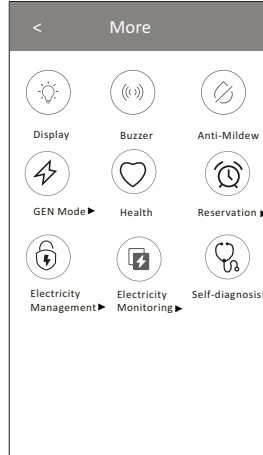 < More
Display Buzzer Anti-Mildew
GEN Mode▶ Health Reservation▶
Electricity Electricity Self-diagnosis
Management▶ Monitoring▶